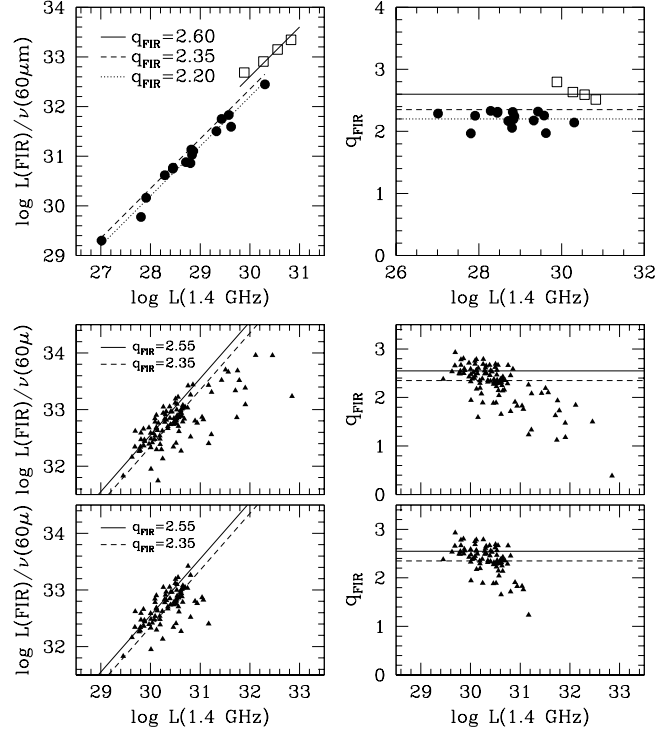 q_FIR=2.60
q_FIR=2.35
q_FIR=2.20
log L(FIR)/ν(60μm)
34
33
32
31
30
29
27 28 29 30 31
log L(1.4 GHz)
q_FIR
6
4
2
0
26 28 30 32
log L(1.4 GHz)
q_FIR=2.55
q_FIR=2.35
log L(FIR)/ν(60μ)
34
33
32
q_FIR
3
2
1
0
q_FIR=2.55
q_FIR=2.35
log L(FIR)/ν(60μ)
34
33
32
29 30 31 32 33
log L(1.4 GHz)
q_FIR
3
2
1
0
29 30 31 32 33
log L(1.4 GHz)